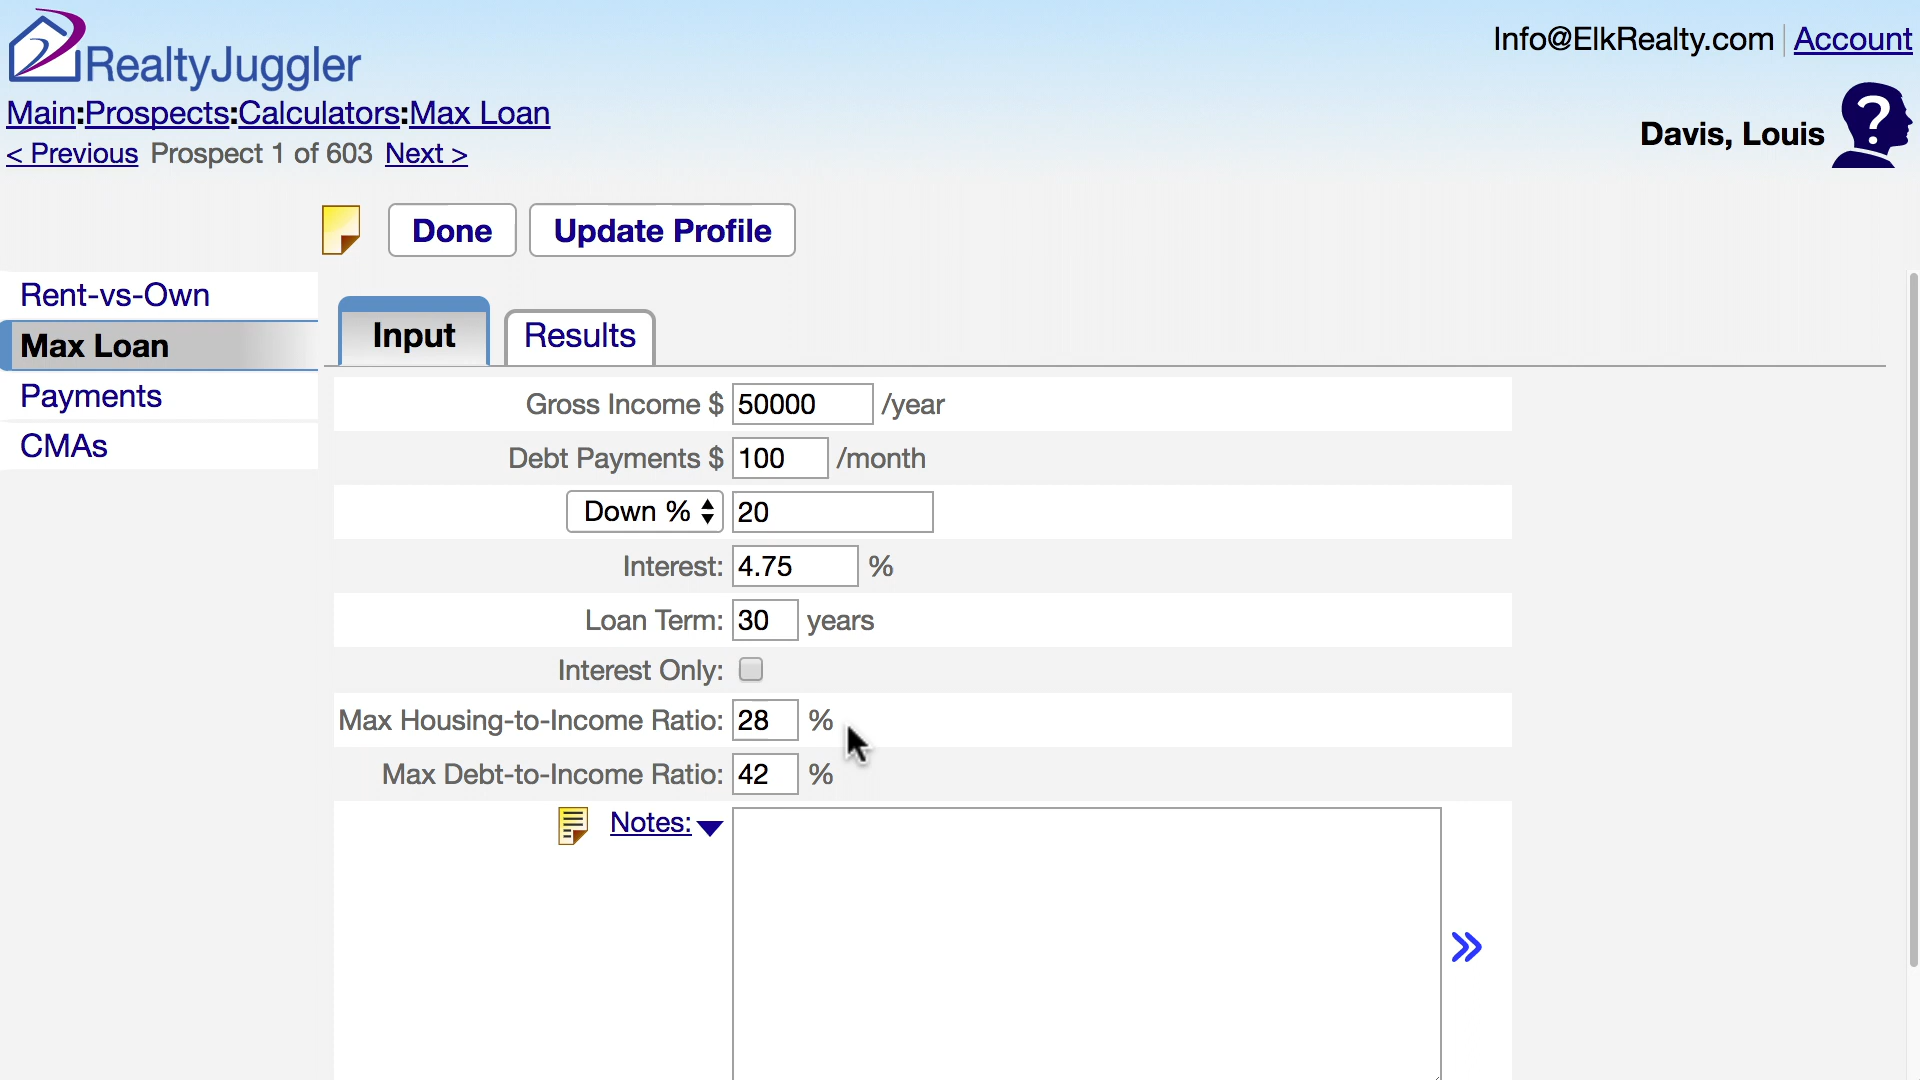 RealtyJuggler
Info@ElkRealty.com Account
Main:Prospects:Calculators:Max Loan
< Previous Prospect 1 of 603 Next >
Davis, Louis
?
Done Update Profile
Rent-vs-Own
Max Loan
Payments
CMAs
Input Results
Gross Income $ 50000 /year
Debt Payments $ 100 /month
Down % 20
Interest: 4.75 %
Loan Term: 30 years
Interest Only:
Max Housing-to-Income Ratio: 28 %
Max Debt-to-Income Ratio: 42 %
Notes: